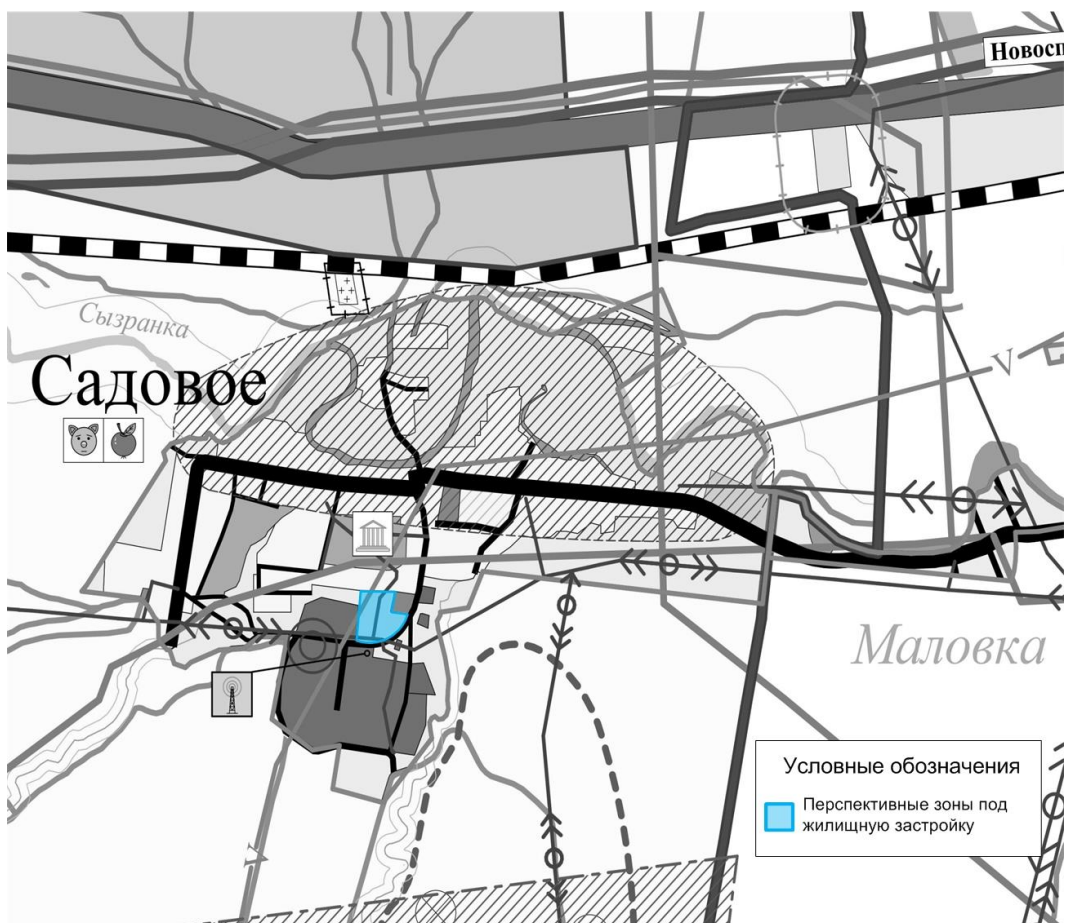 Новосп
Сызранка
Садовое
V
Маловка
V
Условные обозначения
Перспективные зоны под
жилищную застройку